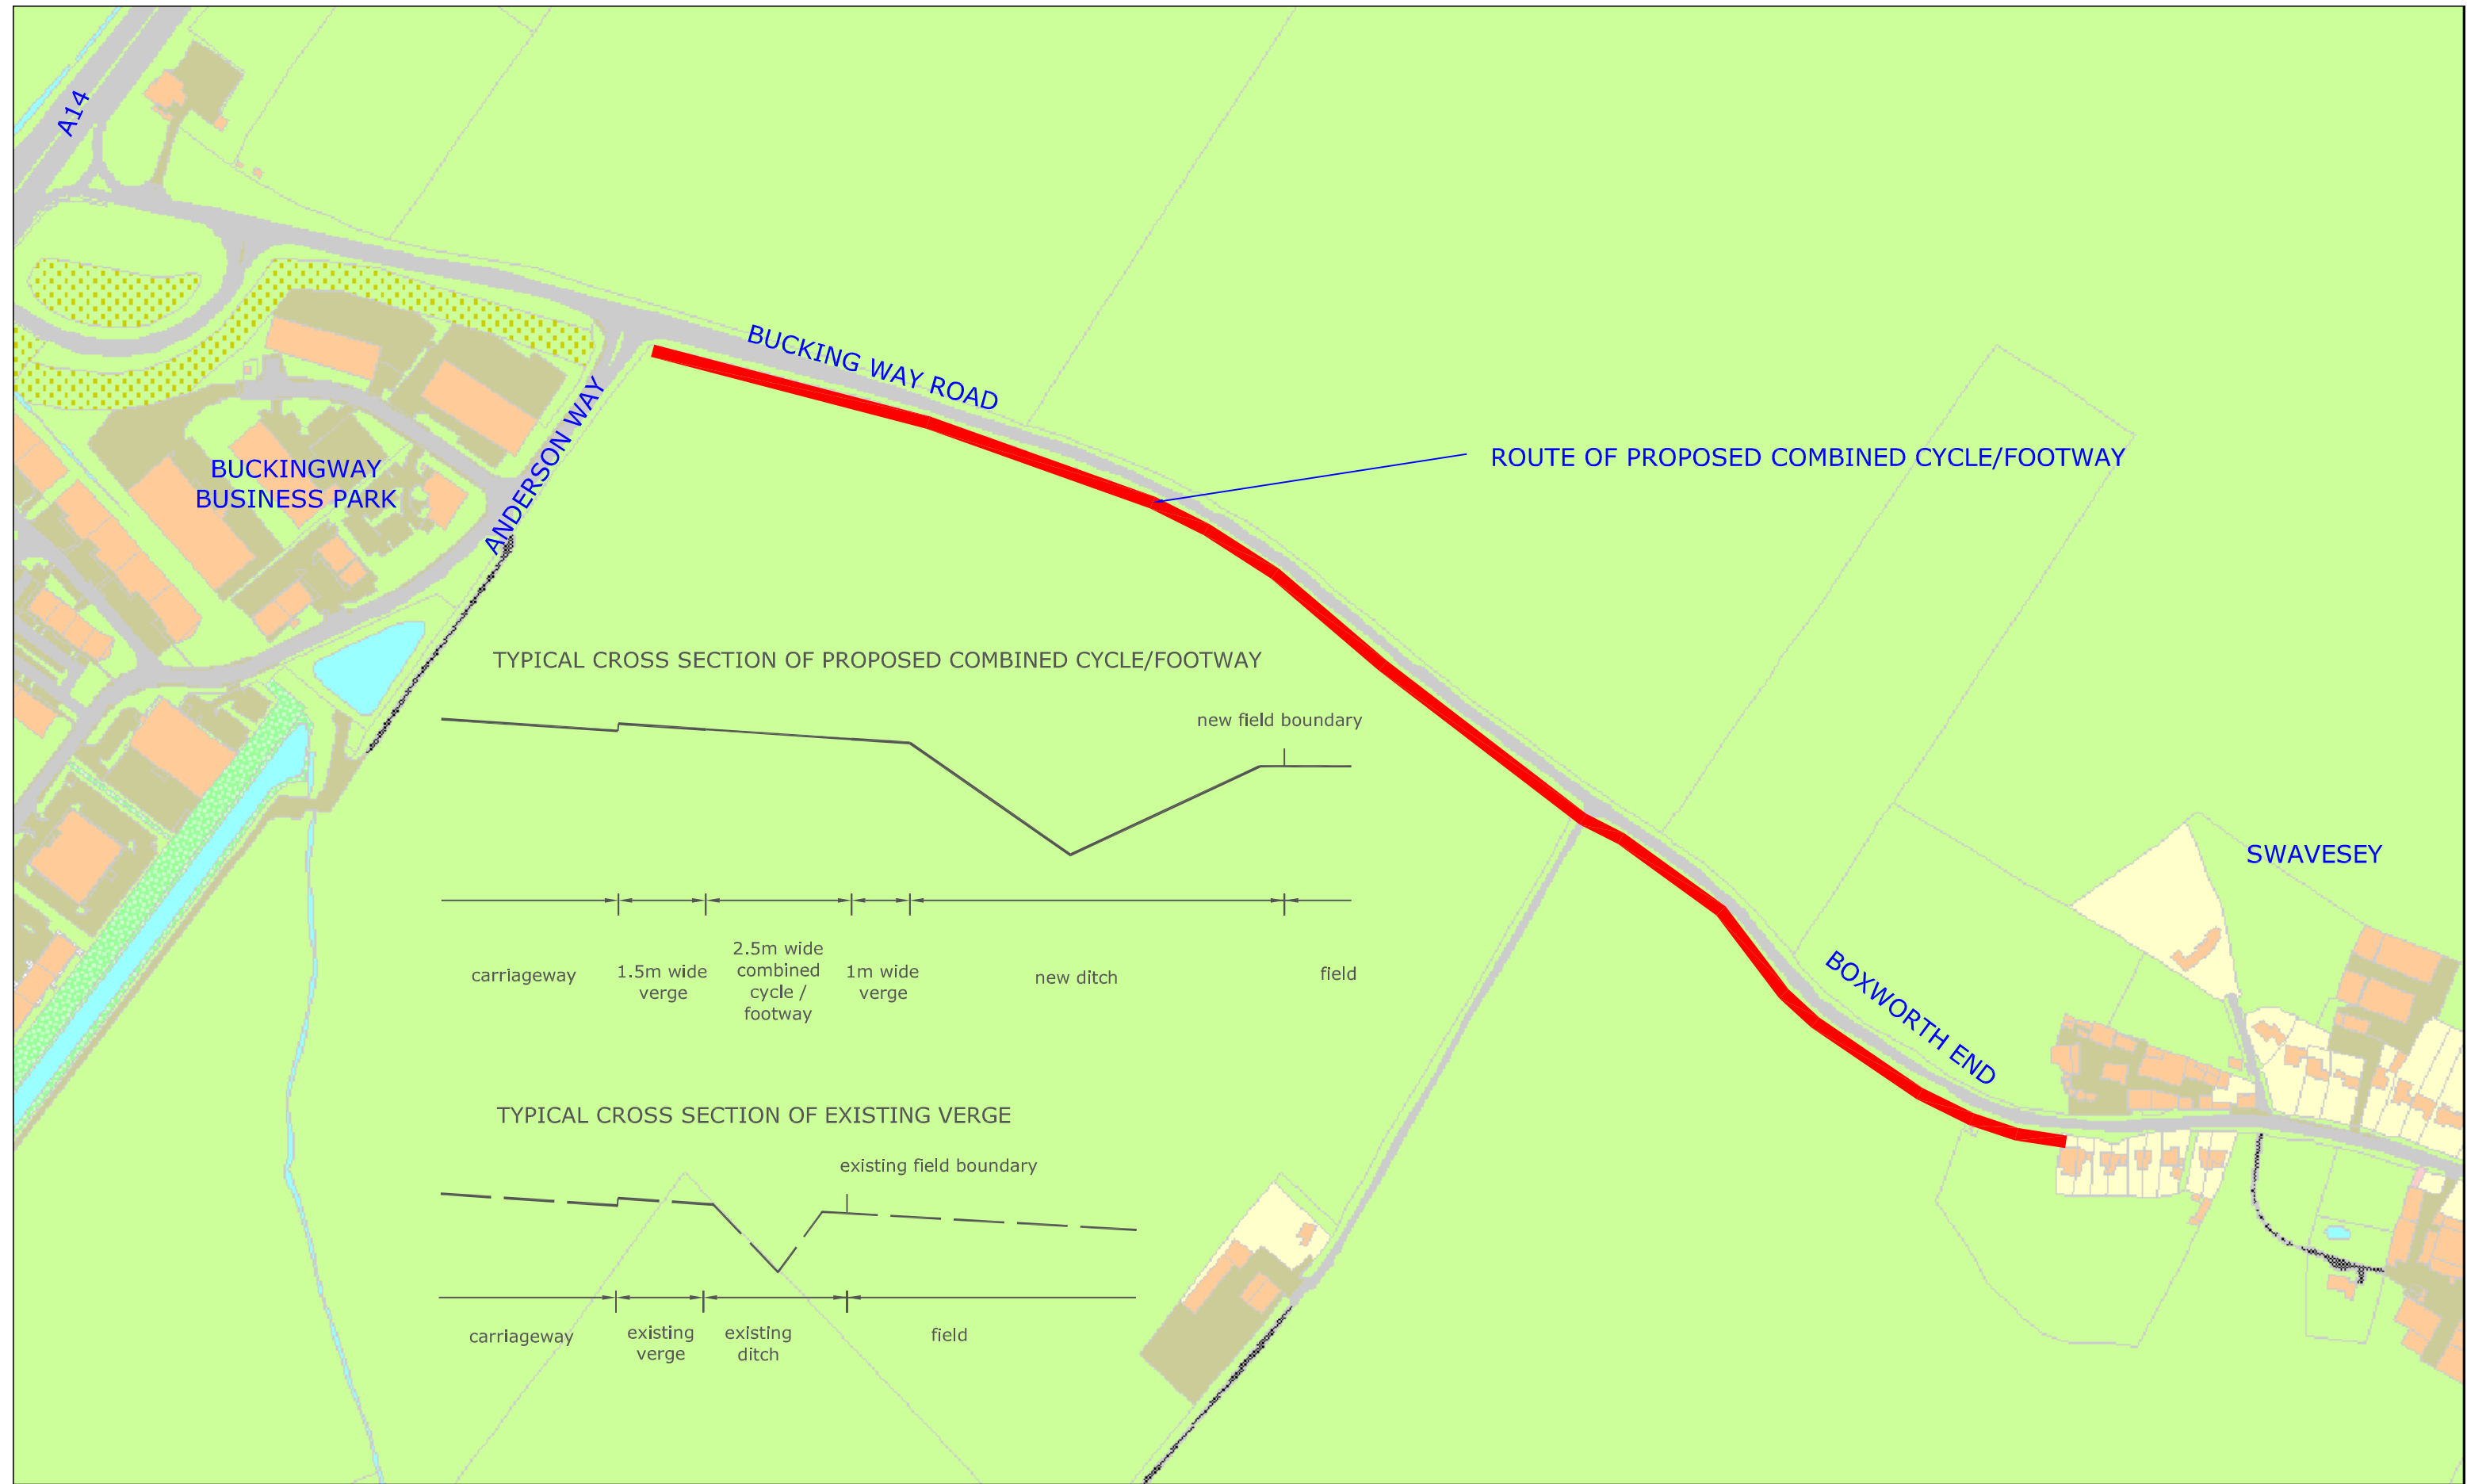 A14
BUCKING WAY ROAD
ROUTE OF PROPOSED COMBINED CYCLE/FOOTWAY
BUCKINGWAY
BUSINESS PARK
ANDERSON WAY
TYPICAL CROSS SECTION OF PROPOSED COMBINED CYCLE/FOOTWAY
new field boundary
carriageway
1.5m wide
verge
2.5m wide
combined
cycle /
footway
1m wide
verge
new ditch
field
SWAVESEY
BOXWORTH END
TYPICAL CROSS SECTION OF EXISTING VERGE
existing field boundary
carriageway
existing
verge
existing
ditch
field